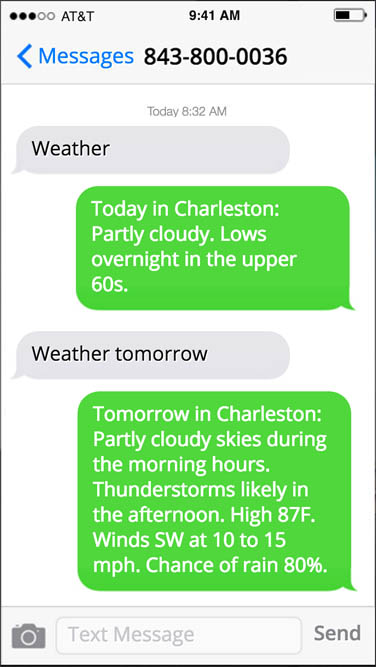 AT&T 9:41 AM
Messages 843-800-0036
Today 8:32 AM
Weather
Today in Charleston:
Partly cloudy. Lows
overnight in the upper
60s.
Weather tomorrow
Tomorrow in Charleston:
Partly cloudy skies during
the morning hours.
Thunderstorms likely in
the afternoon. High 87F.
Winds SW at 10 to 15
mph. Chance of rain 80%.
Text Message Send